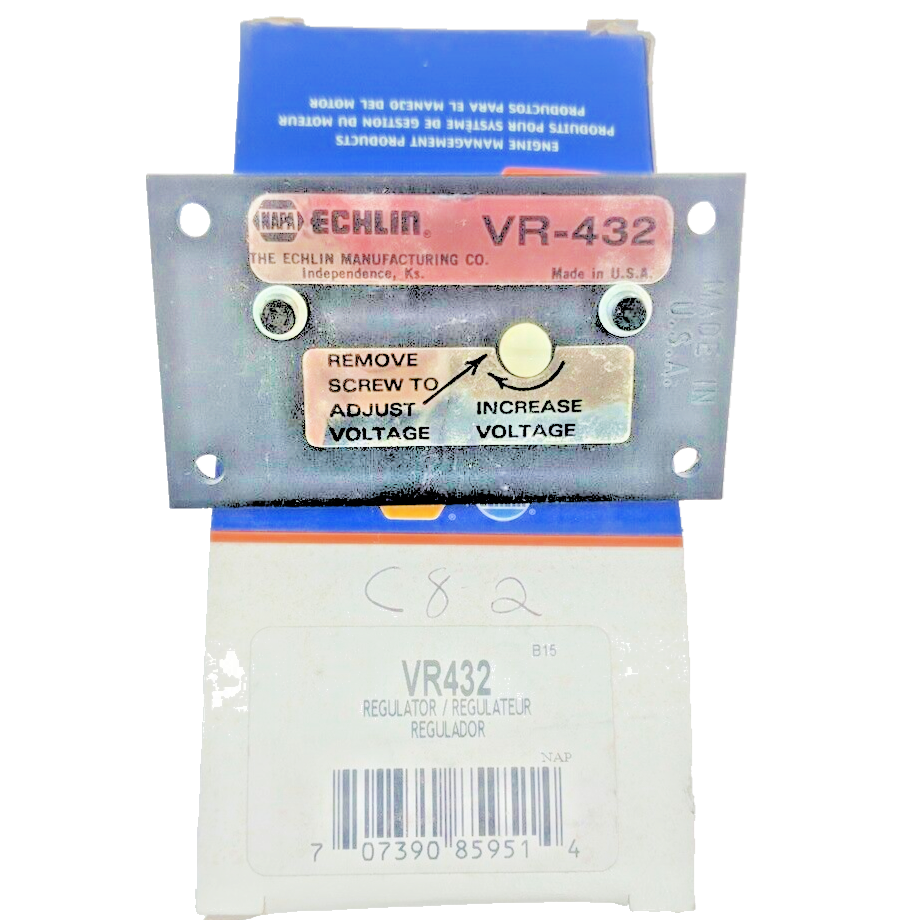 ENGINE MANAGEMENT PRODUCTS
PRODUITS POUR SYSTÈME DE GESTION DU MOTEUR
PRODUCTOS PARA EL MANEJO DEL MOTOR
NAPA ECHLIN® VR-432
THE ECHLIN MANUFACTURING CO.
Independence, Ks. Made in U.S.A.
MADE IN
U.S.A.
REMOVE
SCREW TO
ADJUST
VOLTAGE
INCREASE
VOLTAGE
® ®
C82
B15
VR432
REGULATOR / REGULATEUR
REGULADOR
NAP
7 07390 85951 4